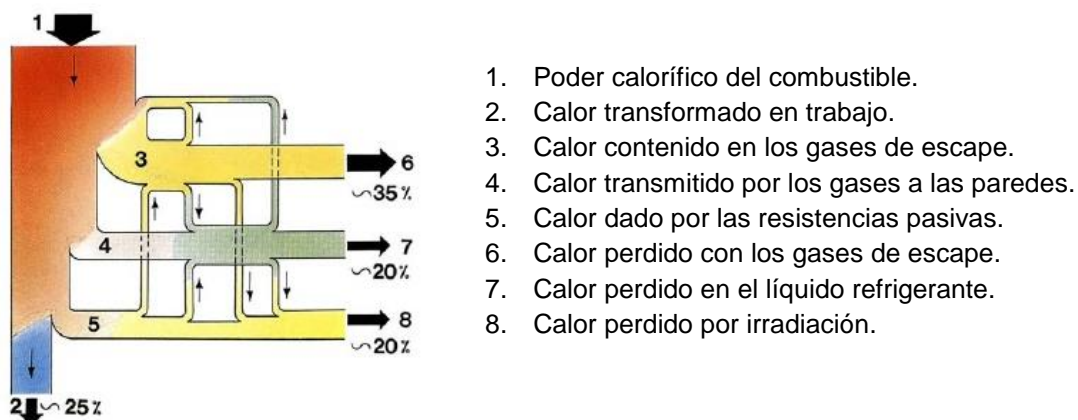 1
3
6
∽35%
4
7
∽20%
5
8
∽20%
2 ∽ 25%
1. Poder calorífico del combustible.
2. Calor transformado en trabajo.
3. Calor contenido en los gases de escape.
4. Calor transmitido por los gases a las paredes.
5. Calor dado por las resistencias pasivas.
6. Calor perdido con los gases de escape.
7. Calor perdido en el líquido refrigerante.
8. Calor perdido por irradiación.